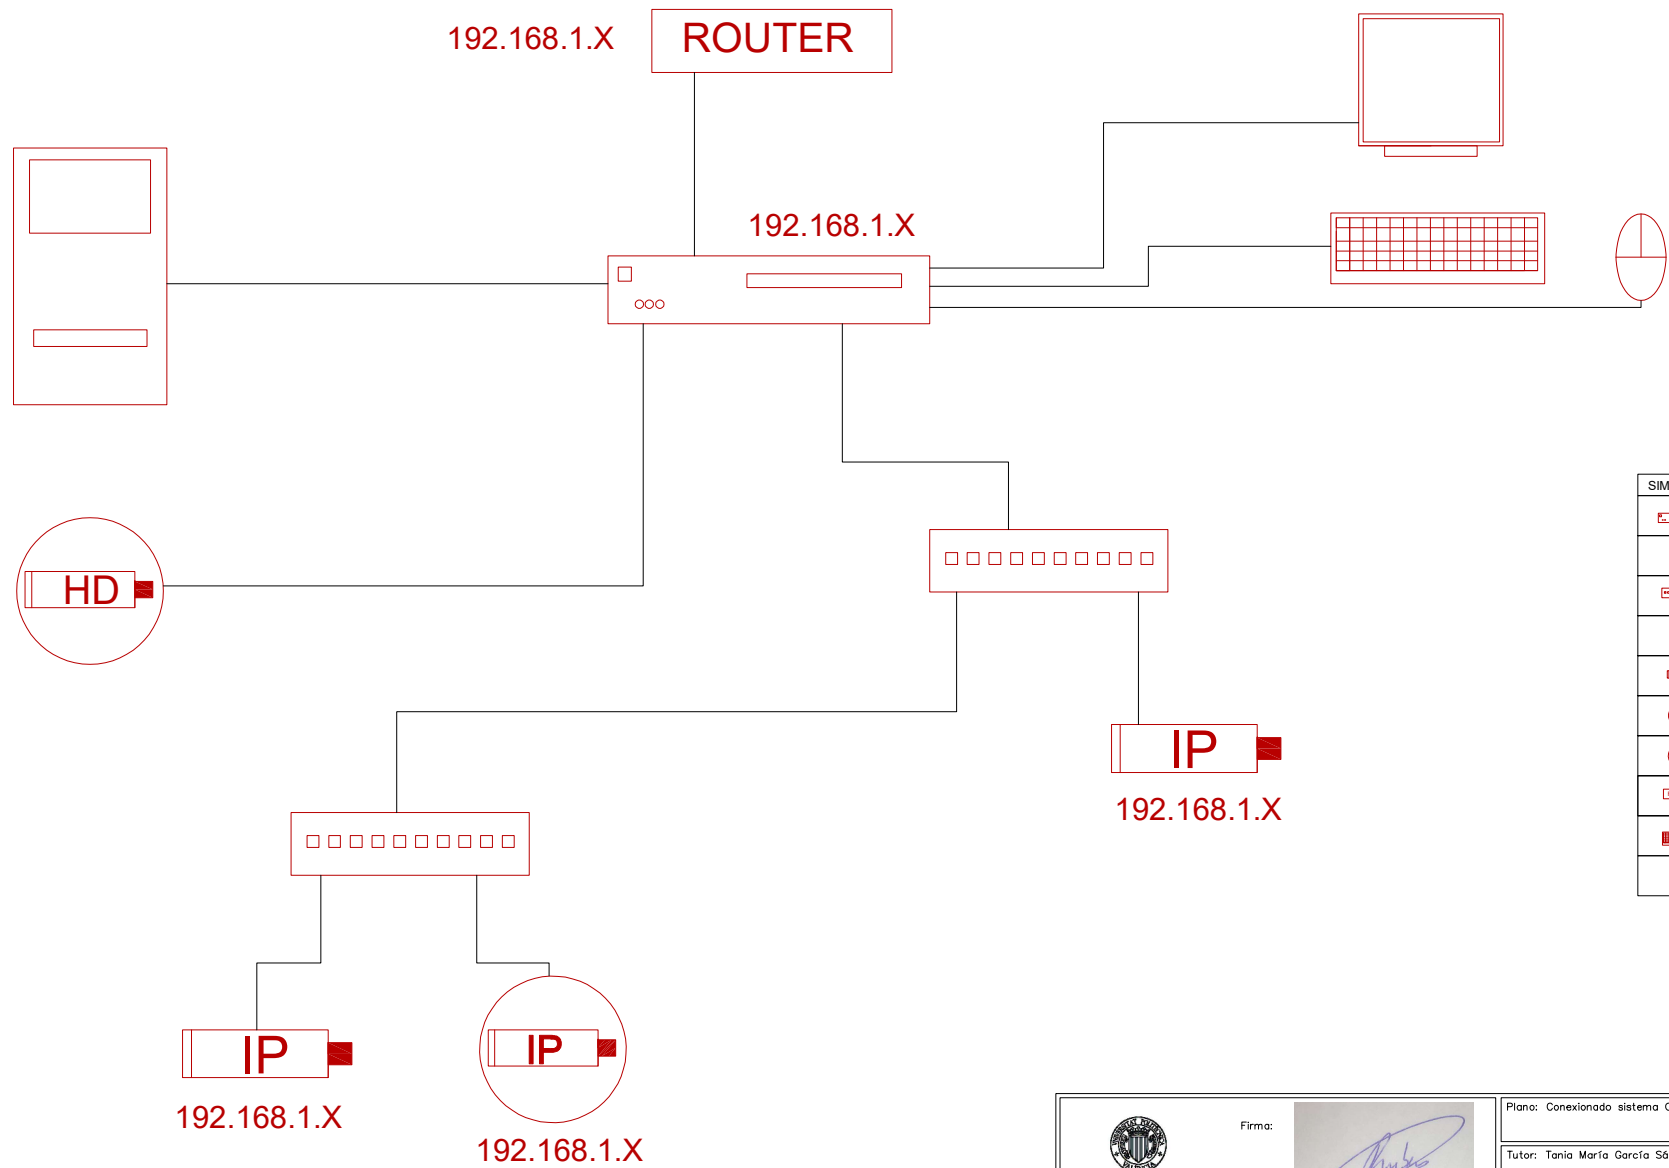 192.168.1.X
ROUTER
192.168.1.X
HD
IP
192.168.1.X
IP
192.168.1.X
IP
192.168.1.X
Firma:
Plano: Conexionado sistema
Tutor: Tania María García